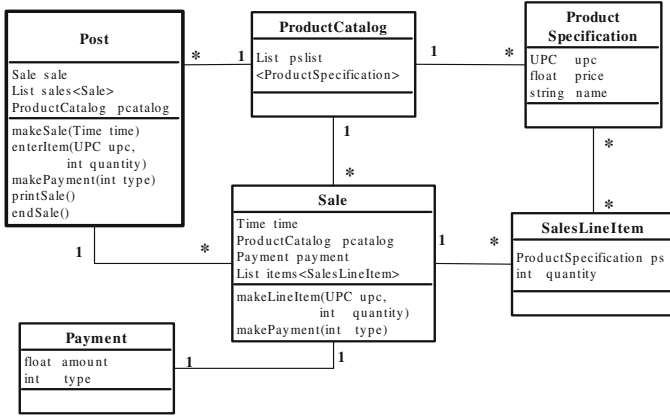 Post
Sale sale
List sales<Sale>
ProductCatalog pcatalog
makeSale(Time time)
enterItem(UPC upc,
int quantity)
makePayment(int type)
printSale()
endSale()
*
1
ProductCatalog
List pslist
<ProductSpecification>
1
*
Product
Specification
UPC upc
float price
string name
1
*
*
*
1
*
Sale
Time time
ProductCatalog pcatalog
Payment payment
List items<SalesLineItem>
makeLineItem(UPC upc,
int quantity)
makePayment(int type)
1
*
SalesLineItem
ProductSpecification ps
int quantity
Payment
float amount
int type
1
1